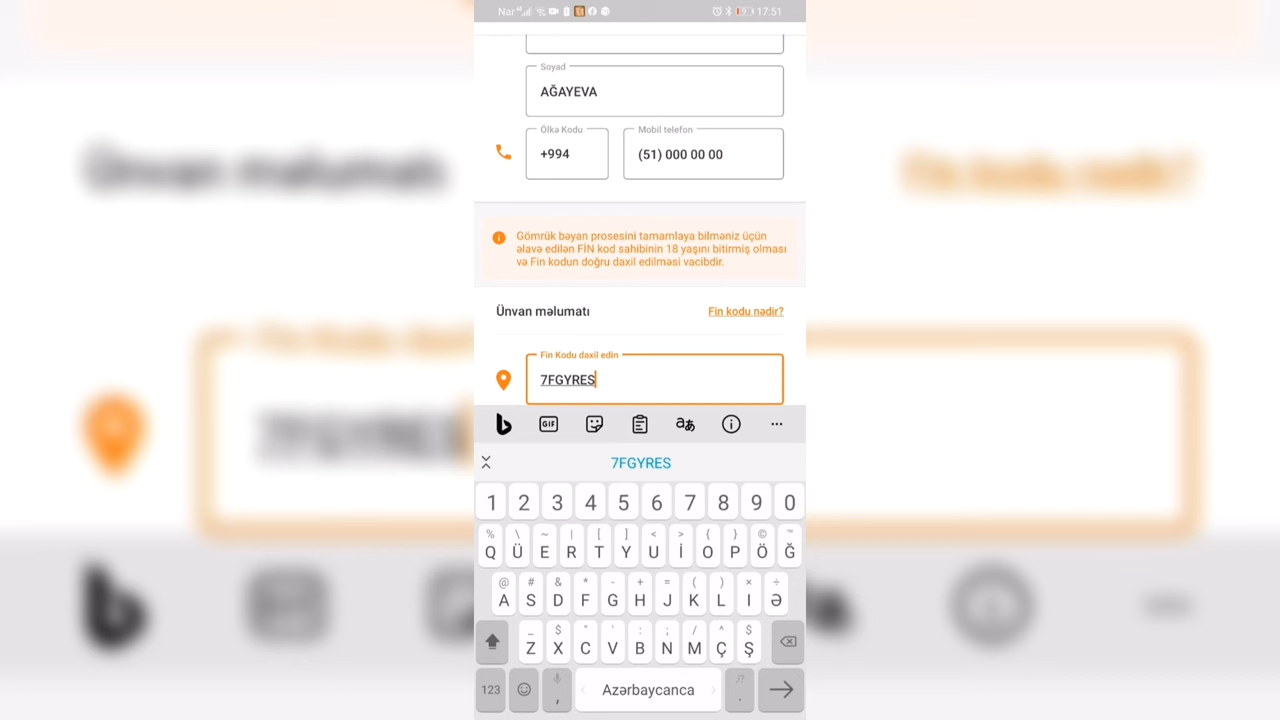 Nar 17:51
Soyad
AĞAYEVA
Ölkə Kodu
Mobil telefon
+994
(51) 000 00 00
Gömrük bəyan prosesini tamamlaya bilməniz üçün
əlavə edilən FİN kod sahibinin 18 yaşını bitirmiş olması
və Fin kodun doğru daxil edilməsi vacibdir.
Ünvan məlumatı
Fin kodu nədir?
Fin Kodu daxil edin
7FGYRES
GIF
7FGYRES
1 2 3 4 5 6 7 8 9 0
% \ ~ | [ ] < > { } © ™
Q Ü E R T Y U İ O P Ö Ğ
@ # & * - + = ( ) × ÷
A S D F G H J K L I Ə
_ $ " ' : ; / ^ $
Z X C V B N M Ç Ş
123 , Azərbaycanca .